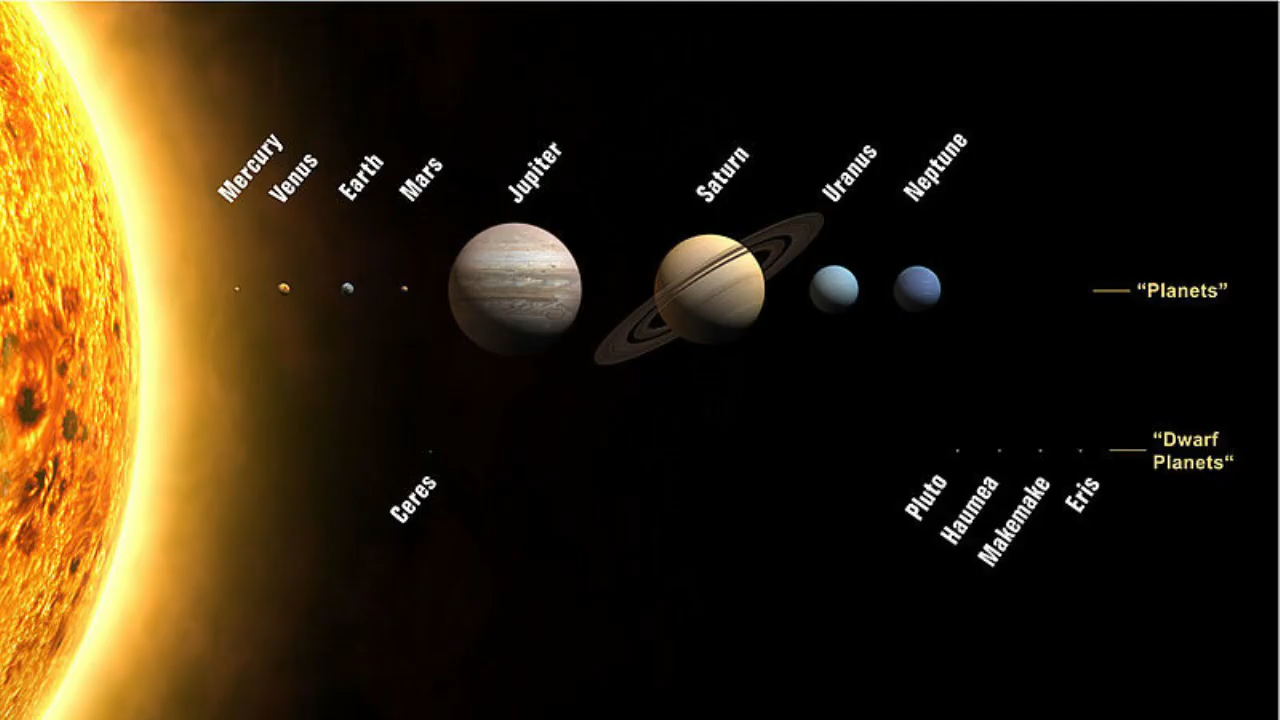 Mercury
Venus
Earth
Mars
Jupiter
Saturn
Uranus
Neptune
“Planets”
Ceres
Pluto
Haumea
Makemake
Eris
“Dwarf
Planets“